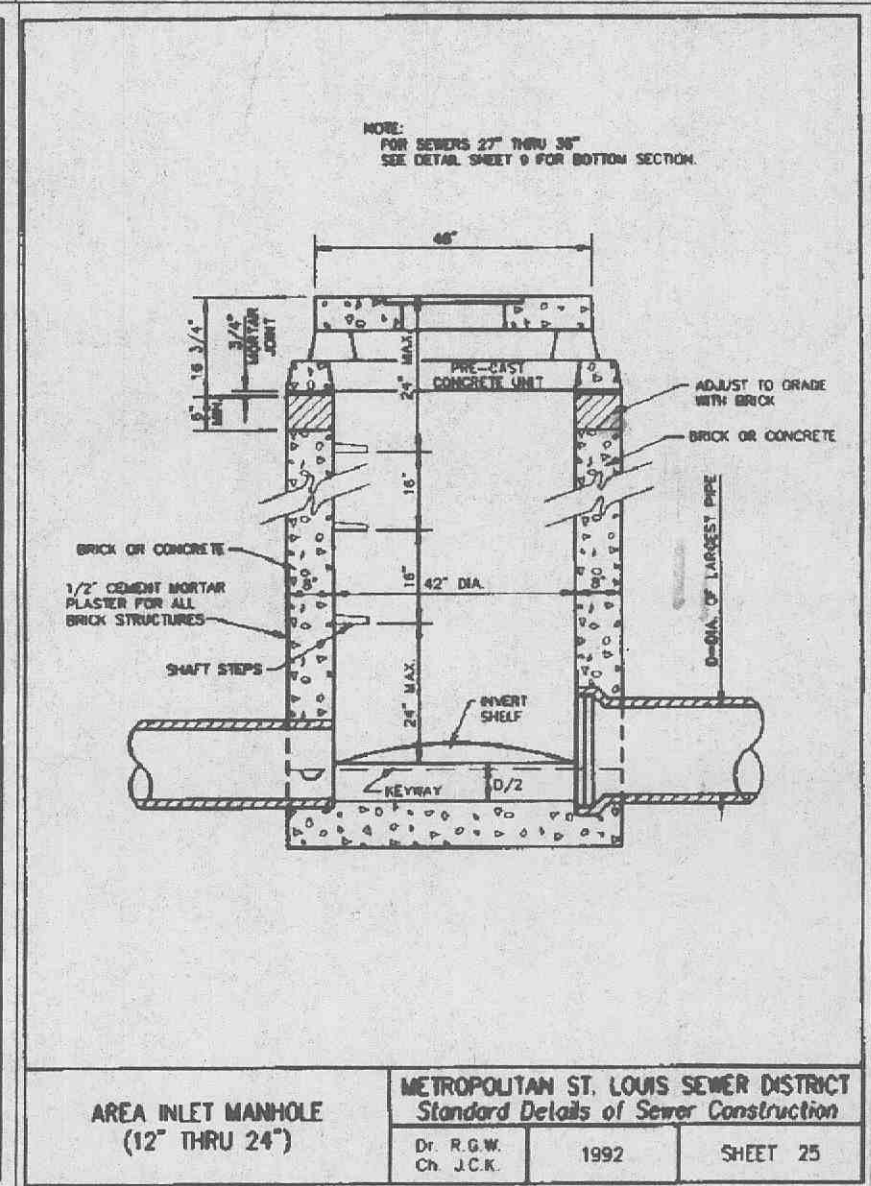 NOTE:
FOR SEWERS 27" THRU 36"
SEE DETAIL SHEET 9 FOR BOTTOM SECTION.
48"
16 3/4"
3/4"
MORTAR
JOINT
6"
MIN.
24" MAX.
PRE-CAST
CONCRETE UNIT
ADJUST TO GRADE
WITH BRICK
BRICK OR CONCRETE
16"
BRICK OR CONCRETE
1/2" CEMENT MORTAR
PLASTER FOR ALL
BRICK STRUCTURES
8"
16"
42" DIA.
8"
D=DIA. OF LARGEST PIPE
SHAFT STEPS
24" MAX.
INVERT
SHELF
KEYWAY
D/2
AREA INLET MANHOLE
(12" THRU 24")
METROPOLITAN ST. LOUIS SEWER DISTRICT
Standard Details of Sewer Construction
Dr. R.G.W.
Ch. J.C.K.
1992
SHEET 25